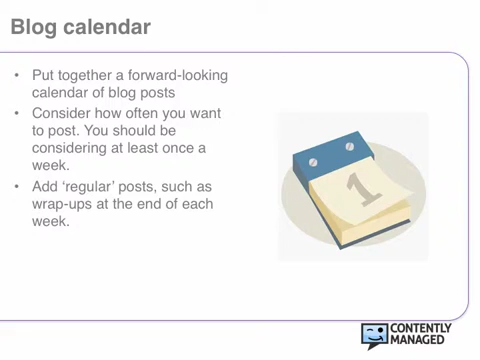 Blog calendar
• Put together a forward-looking
calendar of blog posts
• Consider how often you want
to post. You should be
considering at least once a
week.
• Add ‘regular’ posts, such as
wrap-ups at the end of each
week.
1
CONTENTLY
MANAGED